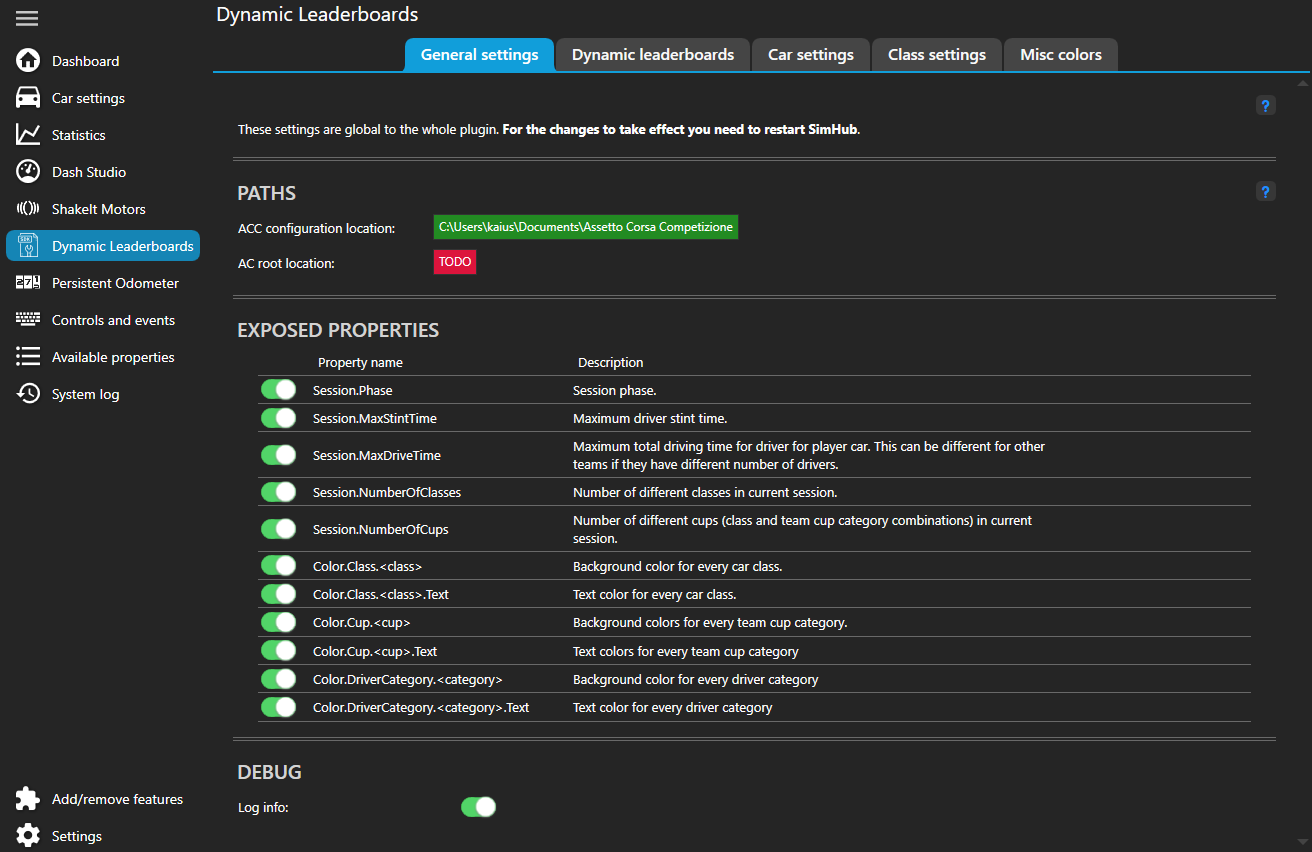 Dynamic Leaderboards
Dashboard
Car settings
Statistics
Dash Studio
ShakeIt Motors
Dynamic Leaderboards
Persistent Odometer
Controls and events
Available properties
System log
Add/remove features
Settings
General settings
Dynamic leaderboards
Car settings
Class settings
Misc colors
?
These settings are global to the whole plugin. For the changes to take effect you need to restart SimHub.
PATHS
?
ACC configuration location: C:\Users\kaius\Documents\Assetto Corsa Competizione
AC root location: TODO
EXPOSED PROPERTIES
Property name Description
Session.Phase Session phase.
Session.MaxStintTime Maximum driver stint time.
Session.MaxDriveTime Maximum total driving time for driver for player car. This can be different for other
teams if they have different number of drivers.
Session.NumberOfClasses Number of different classes in current session.
Session.NumberOfCups Number of different cups (class and team cup category combinations) in current
session.
Color.Class.<class> Background color for every car class.
Color.Class.<class>.Text Text color for every car class.
Color.Cup.<cup> Background colors for every team cup category.
Color.Cup.<cup>.Text Text colors for every team cup category
Color.DriverCategory.<category> Background color for every driver category
Color.DriverCategory.<category>.Text Text color for every driver category
DEBUG
Log info: